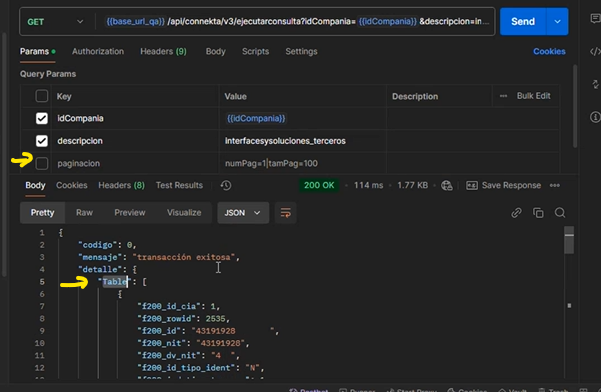 GET {{base_url_qa}} /api/connekta/v3/ejecutarconsulta?idCompania= {{idCompania}} &descripcion=in... Send
Params Authorization Headers (9) Body Scripts Settings Cookies
Query Params
Key Value Description Bulk Edit
idCompania {{idCompania}}
descripcion interfacesysoluciones_terceros
paginacion numPag=1|tamPag=100
Body Cookies Headers (8) Test Results 200 OK 114 ms 1.77 KB Save Response
Pretty Raw Preview Visualize JSON
1 {
2 "codigo": 0,
3 "mensaje": "transacción exitosa",
4 "detalle": {
5 "Table": [
6 {
7 "f200_id_cia": 1,
8 "f200_rowid": 2535,
9 "f200_id": "43191928       ",
10 "f200_nit": "43191928",
11 "f200_dv_nit": "4  ",
12 "f200_id_tipo_ident": "N",